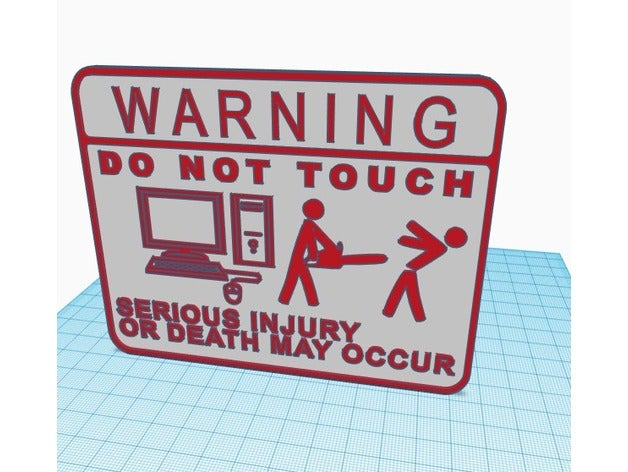 WARNING
DO NOT TOUCH
SERIOUS INJURY
OR DEATH MAY OCCUR